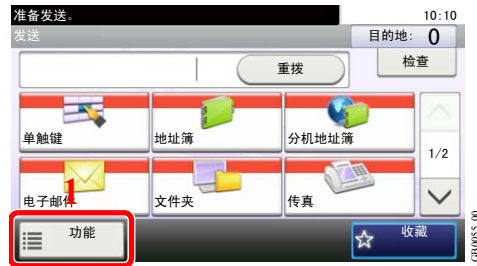 准备发送。 10:10
发送 目的地: 0
重拨 检查
单触键 地址簿 分机地址簿
1/2
电子邮件 文件夹 传真
1
功能 收藏
GB0055_00